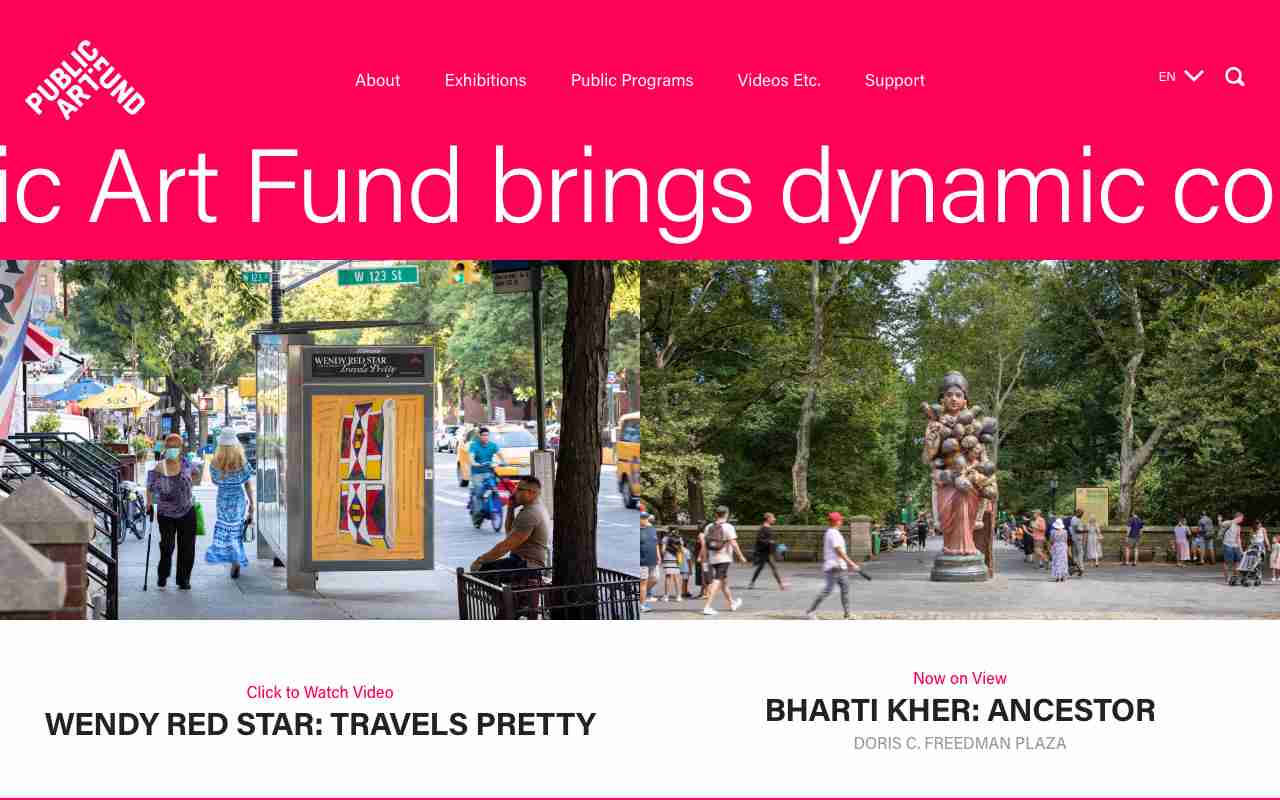 PUBLIC
ART FUND
About
Exhibitions
Public Programs
Videos Etc.
Support
EN
ic Art Fund brings dynamic co
W 123 St
WENDY RED STAR
Travels Pretty
Click to Watch Video
WENDY RED STAR: TRAVELS PRETTY
Now on View
BHARTI KHER: ANCESTOR
DORIS C. FREEDMAN PLAZA